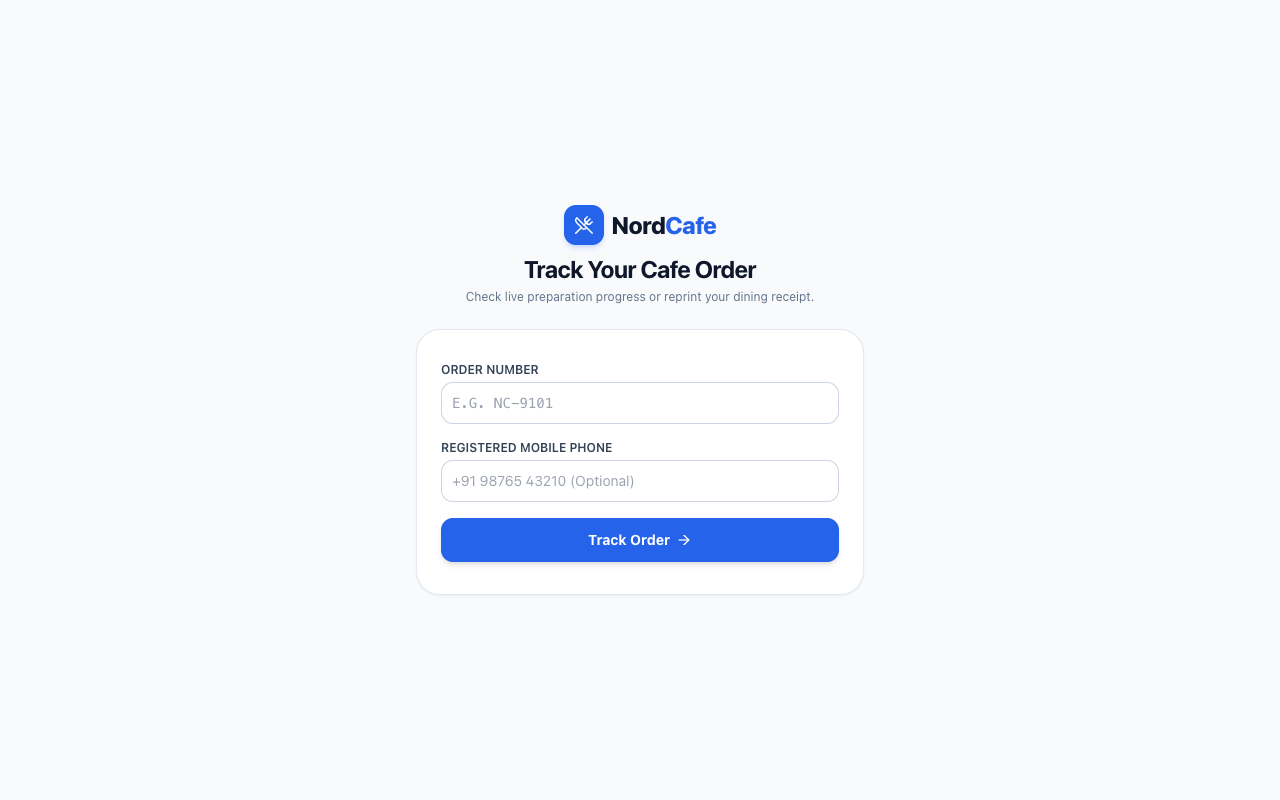 NordCafe
Track Your Cafe Order
Check live preparation progress or reprint your dining receipt.
ORDER NUMBER
E.G. NC-9101
REGISTERED MOBILE PHONE
+91 98765 43210 (Optional)
Track Order →